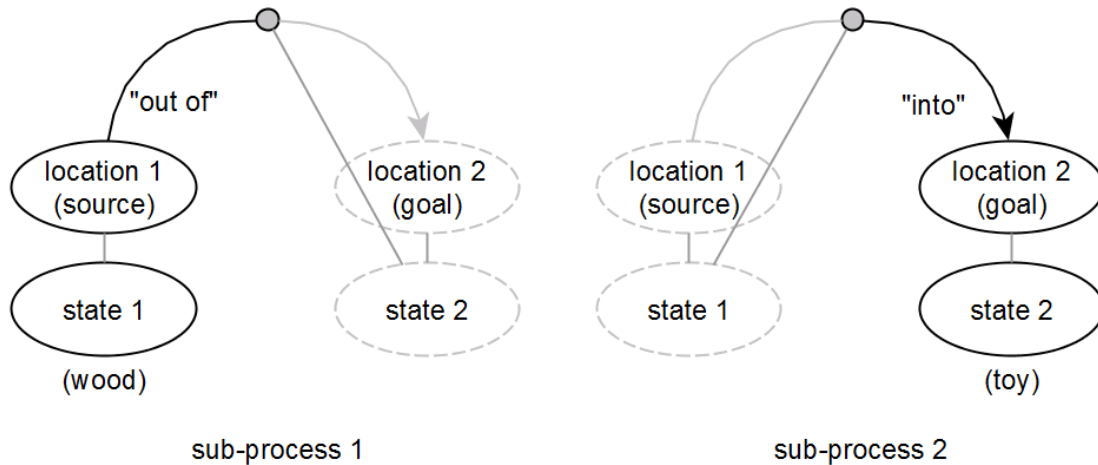 "out of"
location 1
(source)
location 2
(goal)
state 1
state 2
(wood)
sub-process 1
"into"
location 1
(source)
location 2
(goal)
state 1
state 2
(toy)
sub-process 2